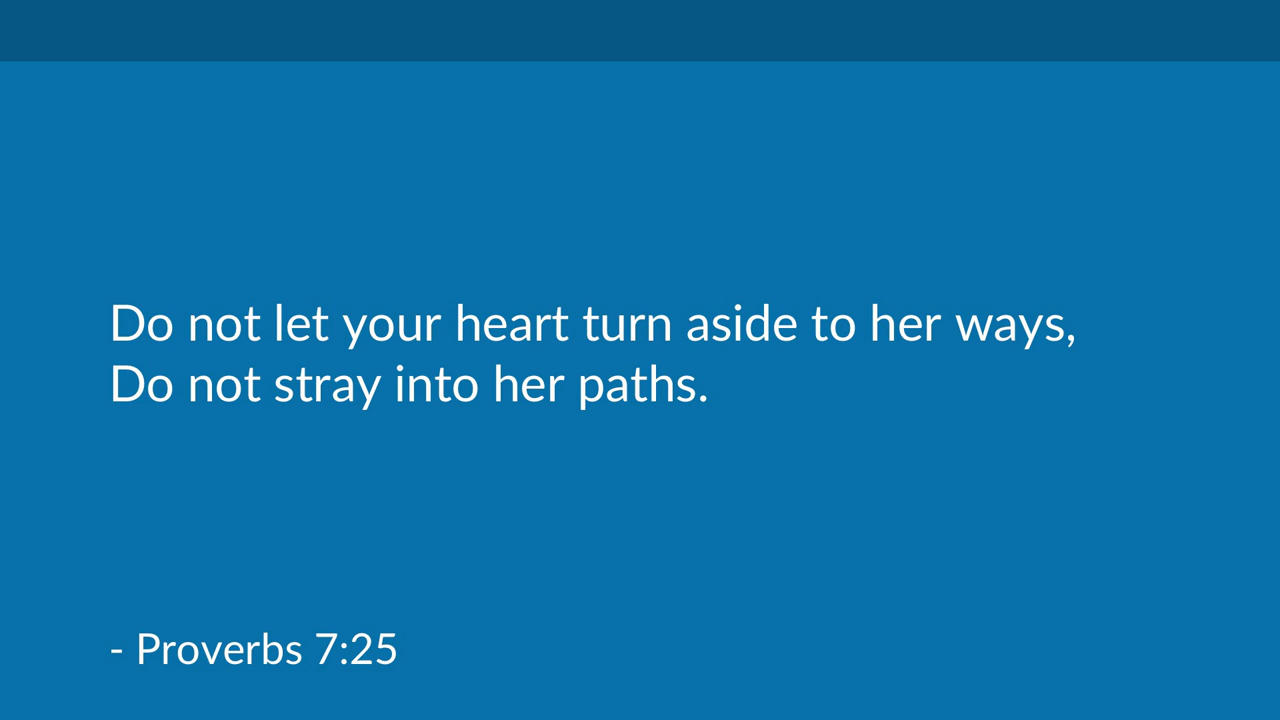 Do not let your heart turn aside to her ways,
Do not stray into her paths.
- Proverbs 7:25